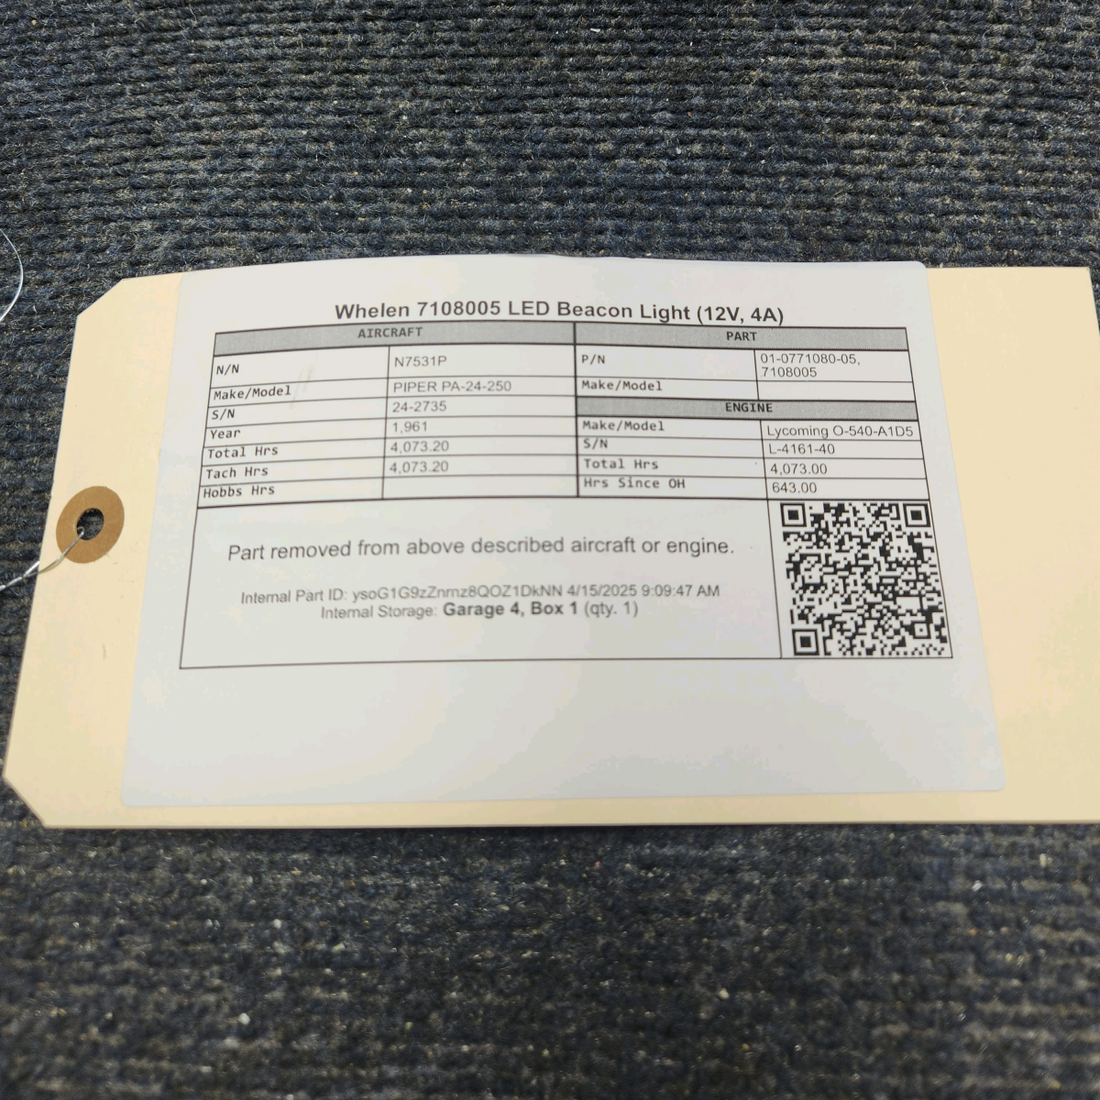 Whelen 7108005 LED Beacon Light (12V, 4A)
AIRCRAFT
N/N N7531P
Make/Model PIPER PA-24-250
S/N 24-2735
Year 1,961
Total Hrs 4,073.20
Tach Hrs 4,073.20
Hobbs Hrs
PART
P/N 01-0771080-05,
7108005
Make/Model
ENGINE
Make/Model Lycoming O-540-A1D5
S/N L-4161-40
Total Hrs 4,073.00
Hrs Since OH 643.00
Part removed from above described aircraft or engine.
Internal Part ID: ysoG1G9zZnrnz8QOZ1DkNN 4/15/2025 9:09:47 AM
Internal Storage: Garage 4, Box 1 (qty. 1)